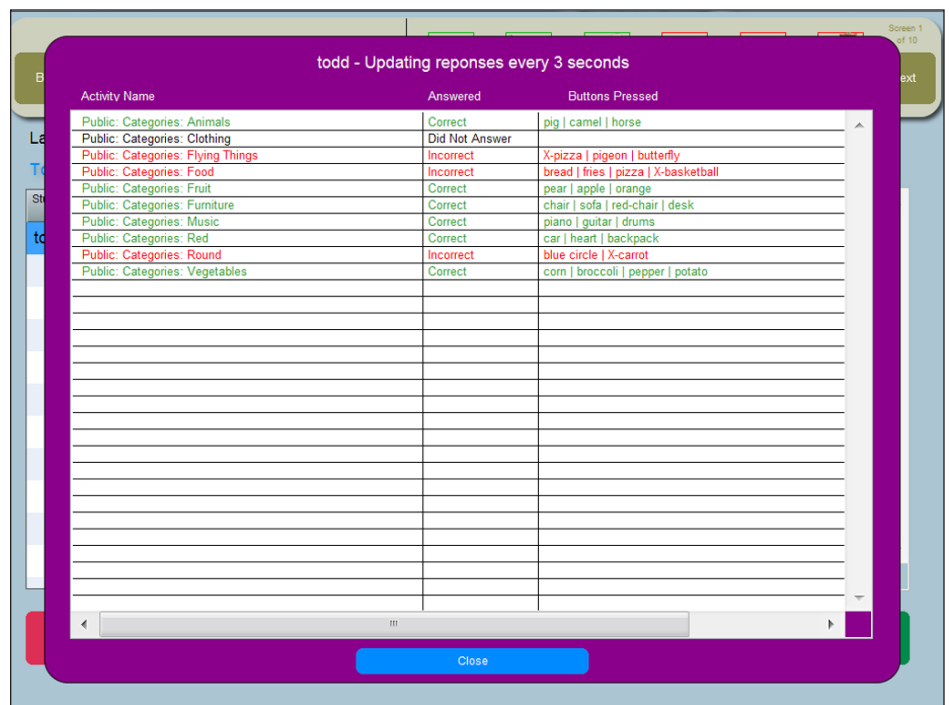 Screen 1
of 10
todd - Updating reponses every 3 seconds
Activity Name Answered Buttons Pressed
Public: Categories: Animals Correct pig | camel | horse
Public: Categories: Clothing Did Not Answer
Public: Categories: Flying Things Incorrect X-pizza | pigeon | butterfly
Public: Categories: Food Incorrect bread | fries | pizza | X-basketball
Public: Categories: Fruit Correct pear | apple | orange
Public: Categories: Furniture Correct chair | sofa | red-chair | desk
Public: Categories: Music Correct piano | guitar | drums
Public: Categories: Red Correct car | heart | backpack
Public: Categories: Round Incorrect blue circle | X-carrot
Public: Categories: Vegetables Correct corn | broccoli | pepper | potato
Close